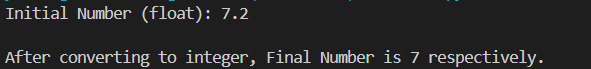 Initial Number (float): 7.2
After converting to integer, Final Number is 7 respectively.